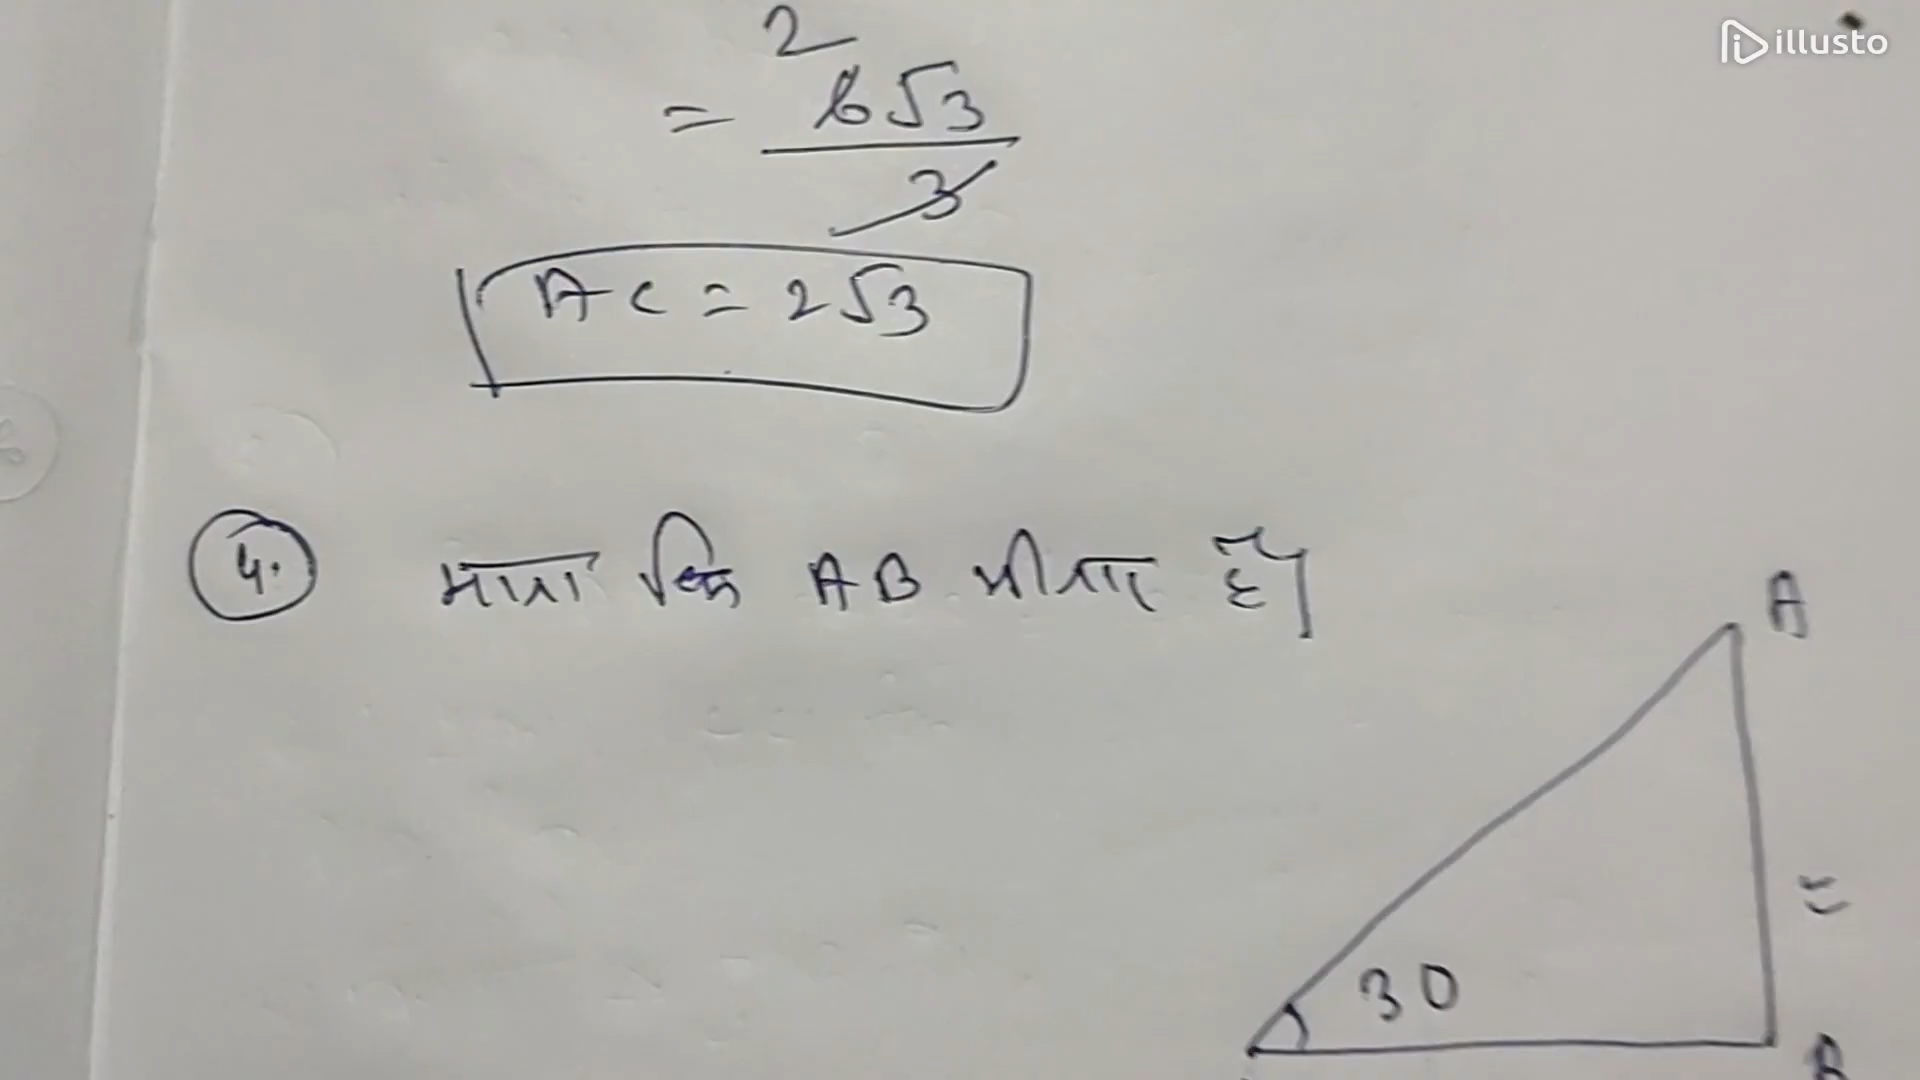 illusto
2
= 6√3
3
AC = 2√3
4. माना कि AB मीनार है।
A
=
30
B